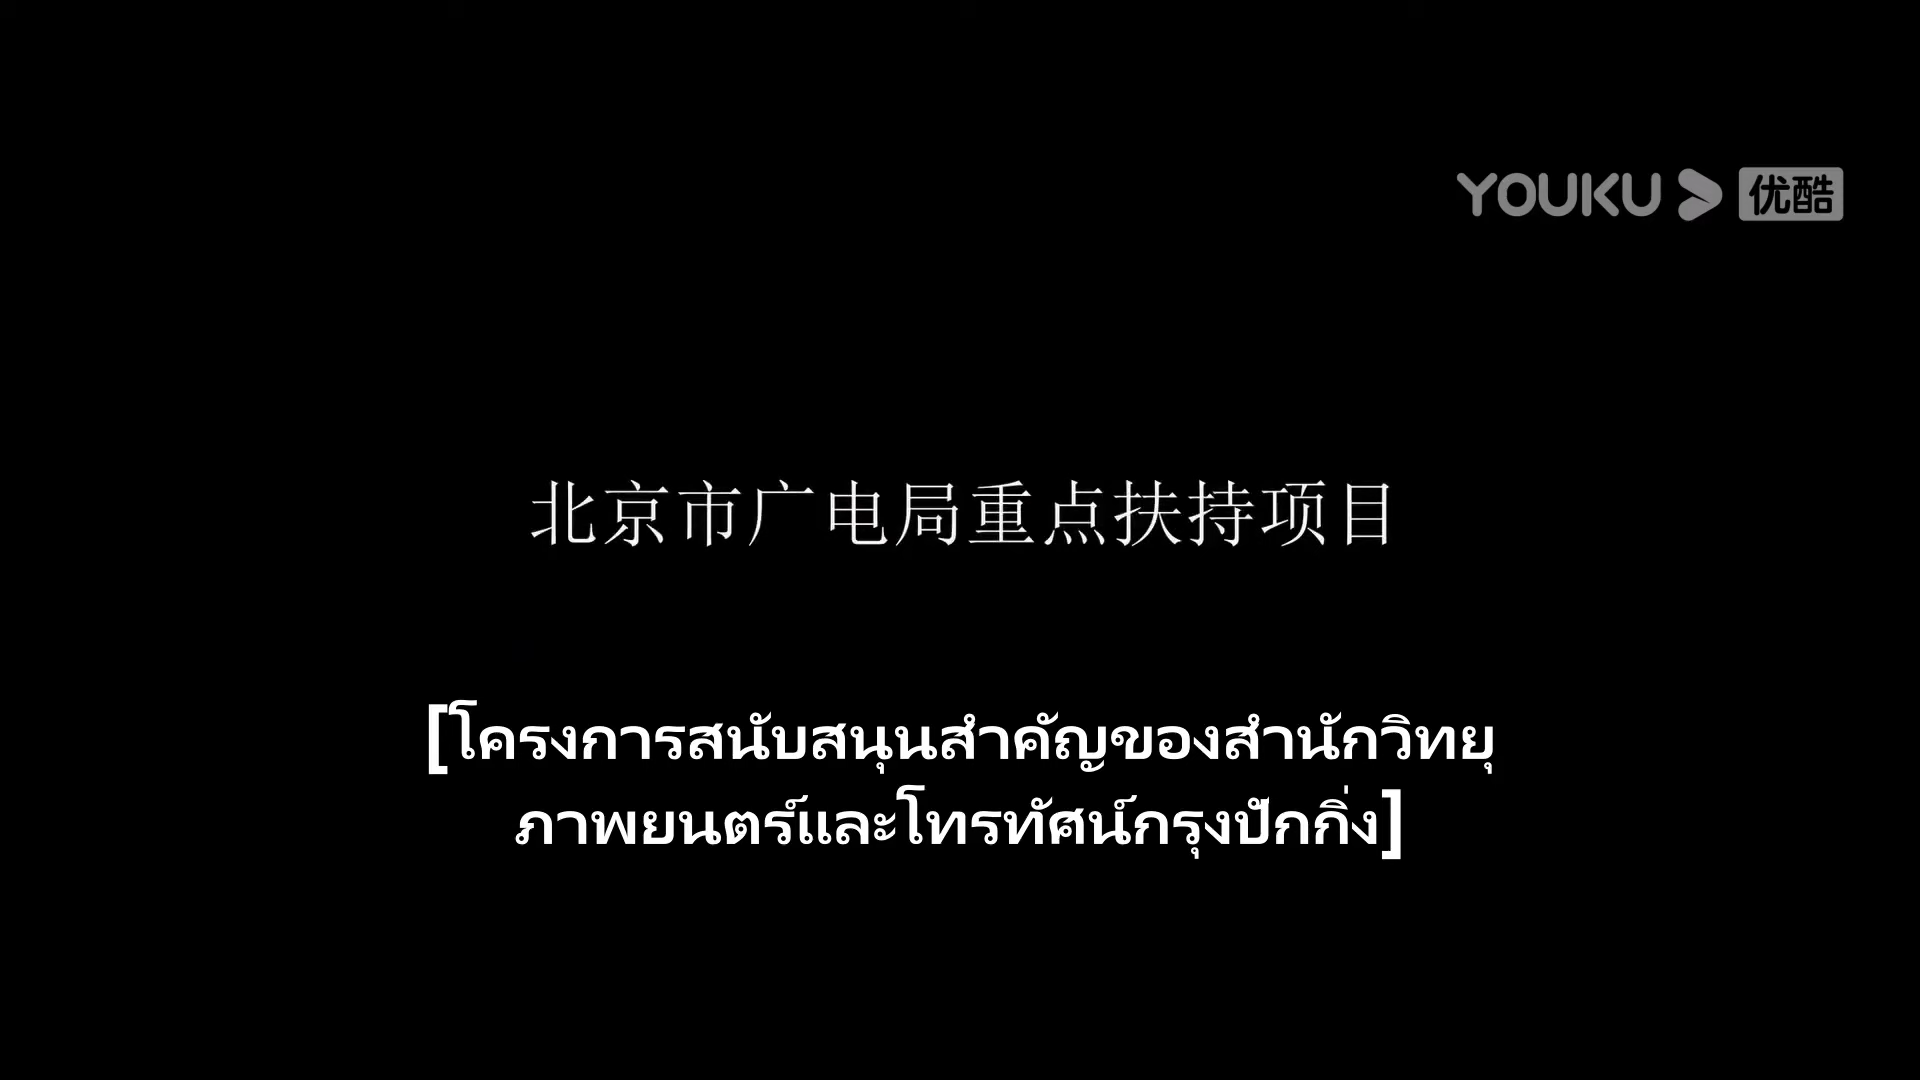 YOUKU 优酷
北京市广电局重点扶持项目
[โครงการสนับสนุนสำคัญของสำนักวิทยุ
ภาพยนตร์และโทรทัศน์กรุงปักกิ่ง]